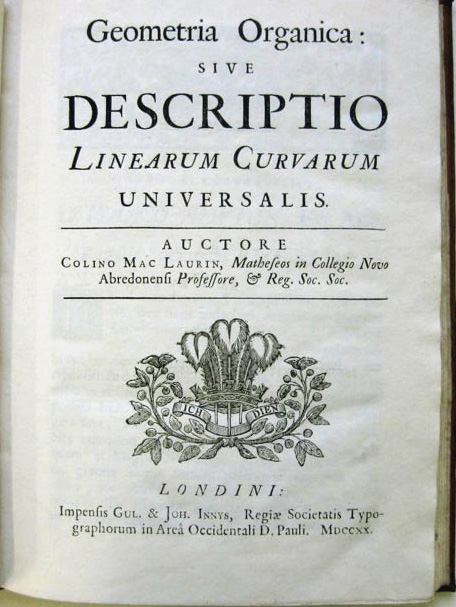 Geometria Organica:
SIVE
DESCRIPTIO
LINEARUM CURVARUM
UNIVERSALIS.
AUCTORE
COLINO MAC LAURIN, Matheſeos in Collegio Novo
Abredonenſi Profeſſore, & Reg. Soc. Soc.
ICH DIEN
LONDINI:
Impenſis GUL. & JOH. INNYS, Regiæ Societatis Typo-
graphorum in Areâ Occidentali D. Pauli. MDCCXX.